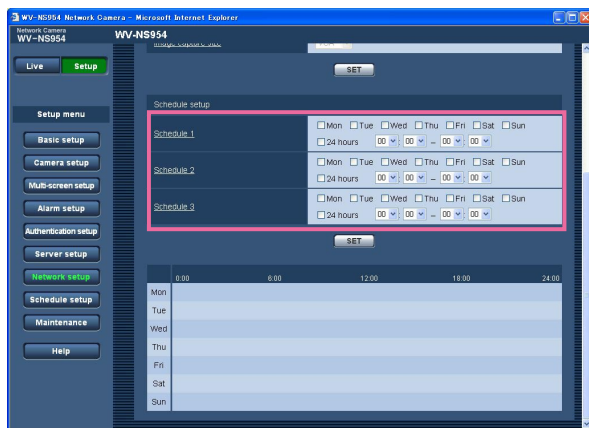 WV-NS954 Network Camera - Microsoft Internet Explorer
Network Camera
WV-NS954
WV-NS954
Live
Setup
Image capture size
VGA
SET
Setup menu
Basic setup
Camera setup
Multi-screen setup
Alarm setup
Authentication setup
Server setup
Network setup
Schedule setup
Maintenance
Help
Schedule setup
Schedule 1
Mon Tue Wed Thu Fri Sat Sun
24 hours 00 : 00 - 00 : 00
Schedule 2
Mon Tue Wed Thu Fri Sat Sun
24 hours 00 : 00 - 00 : 00
Schedule 3
Mon Tue Wed Thu Fri Sat Sun
24 hours 00 : 00 - 00 : 00
SET
0:00 6:00 12:00 18:00 24:00
Mon
Tue
Wed
Thu
Fri
Sat
Sun